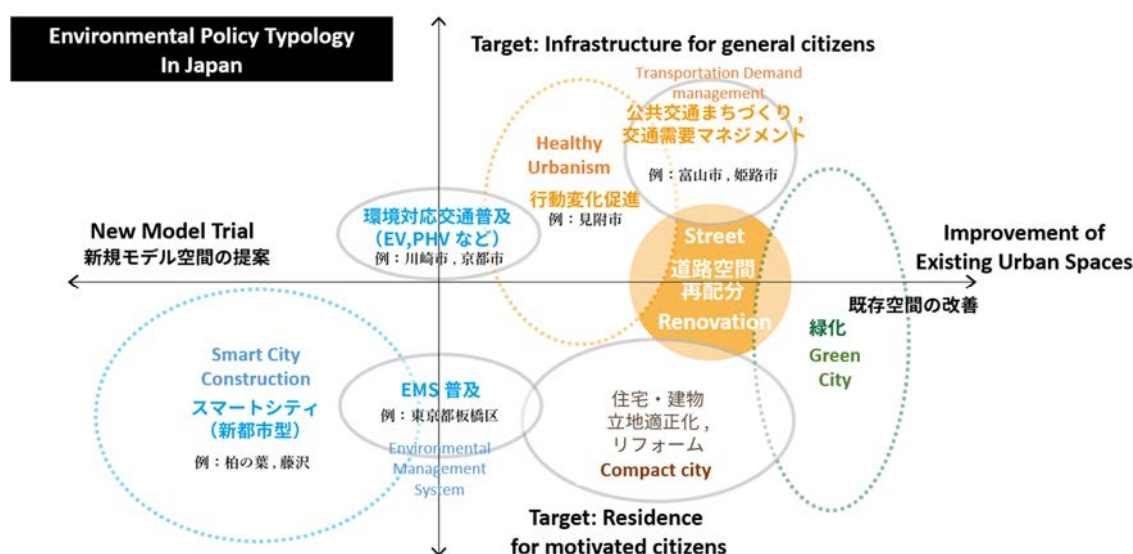 Environmental Policy Typology
In Japan
Target: Infrastructure for general citizens
Transportation Demand
management
公共交通まちづくり ,
交通需要マネジメント
例：富山市 , 姫路市
Healthy
Urbanism
行動変化促進
例：見附市
環境対応交通普及
（EV,PHV など）
例：川崎市 , 京都市
New Model Trial
新規モデル空間の提案
Street
道路空間
再配分
Renovation
Improvement of
Existing Urban Spaces
既存空間の改善
緑化
Green
City
Smart City
Construction
スマートシティ
（新都市型）
例：柏の葉 , 藤沢
EMS 普及
例：東京都板橋区
Environmental
Management
System
住宅・建物
立地適正化 ,
リフォーム
Compact city
Target: Residence
for motivated citizens